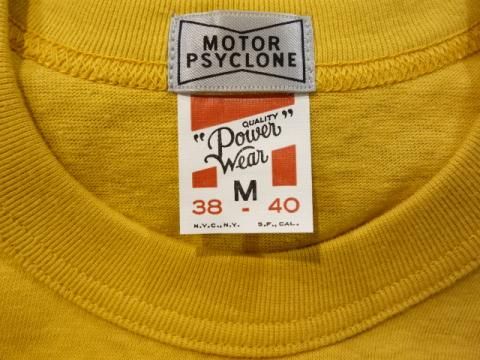 MOTOR
PSYCLONE
QUALITY
"Power"
Wear
M
38 - 40
N.Y.C., N.Y. S.F., CAL.